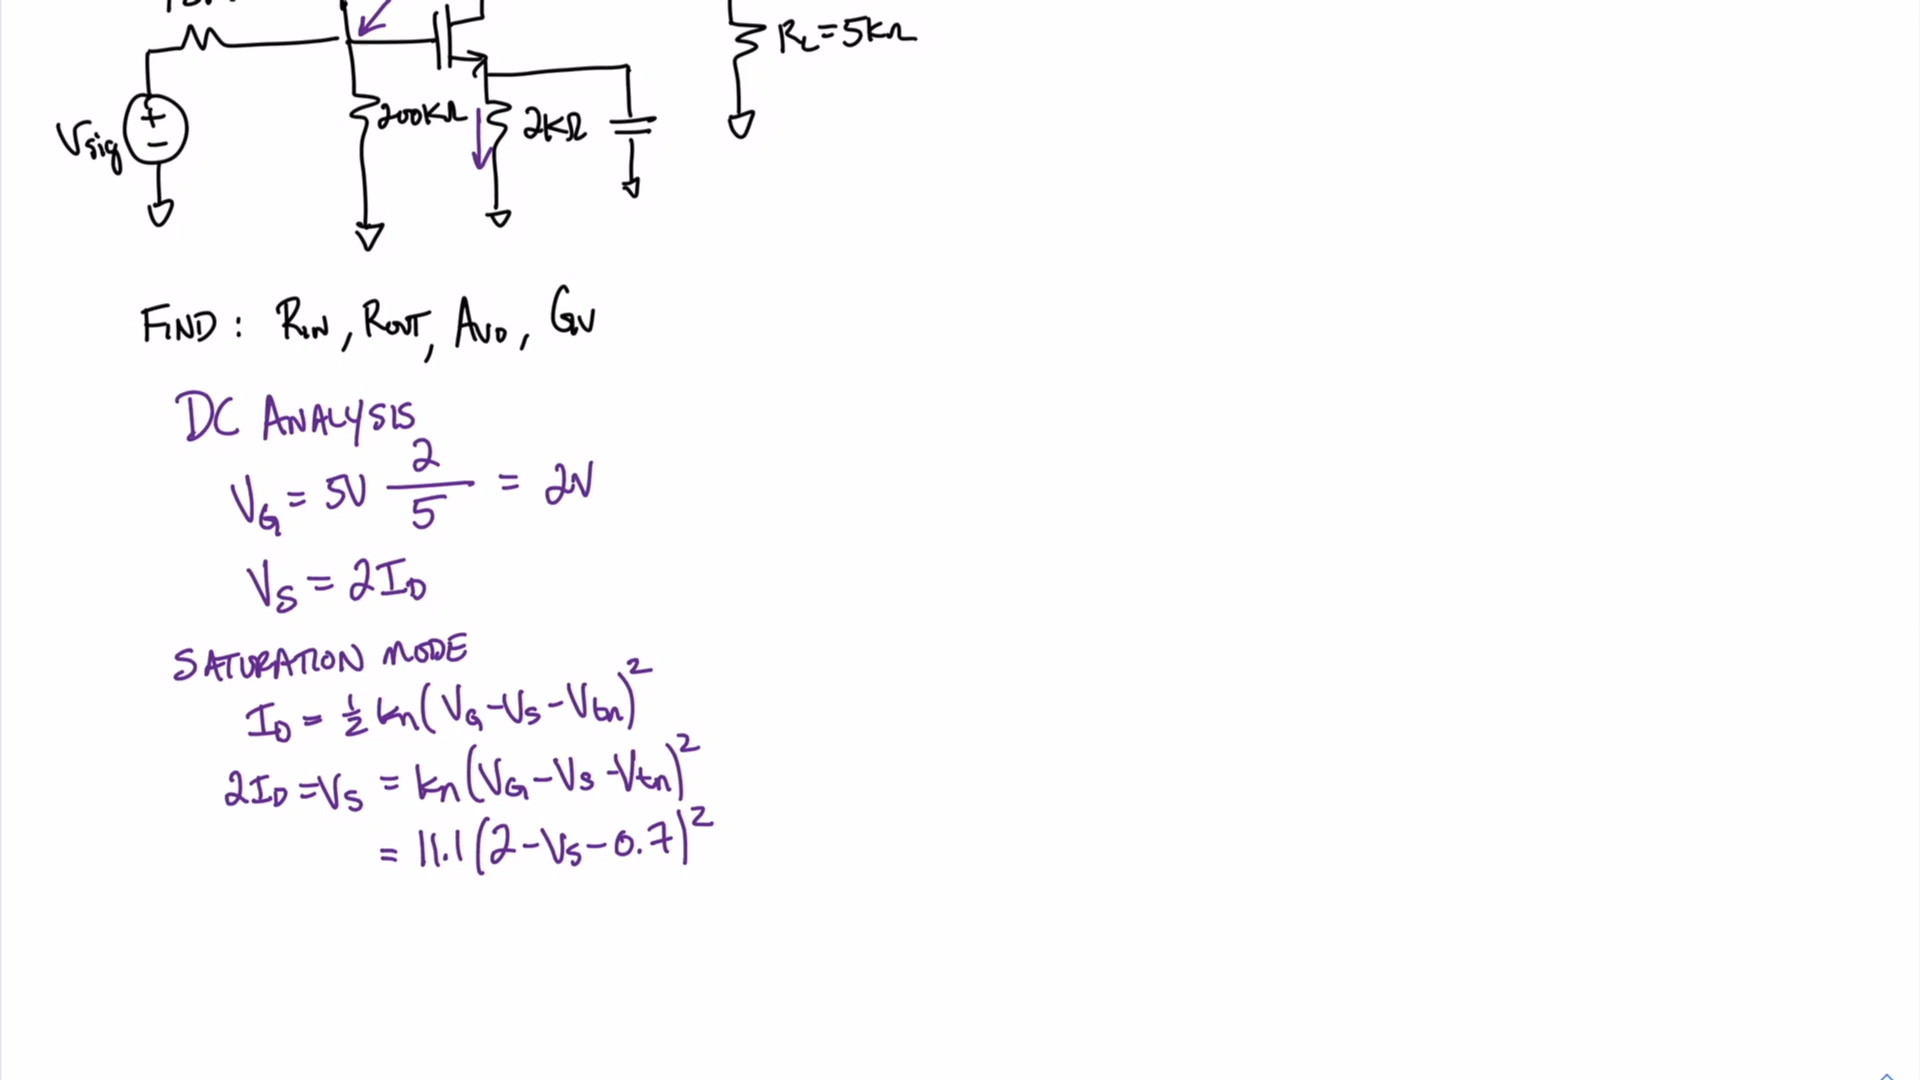 RL=5KΩ
200KΩ
2KΩ
+
−
Vsig
FIND: RIN, ROUT, AVO, GV
DC ANALYSIS
VG = 5V 2/5 = 2V
VS = 2ID
SATURATION MODE
ID = 1/2 kn(VG-VS-Vtn)²
2ID = VS = kn(VG-VS-Vtn)²
= 11.1(2-VS-0.7)²